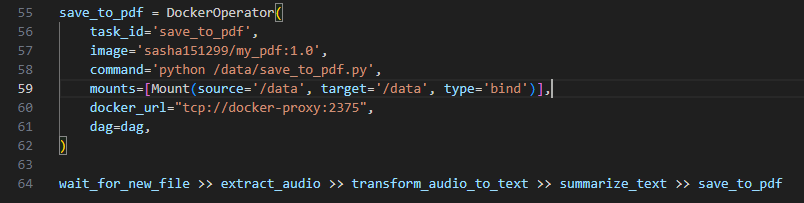 55 save_to_pdf = DockerOperator(
56     task_id='save_to_pdf',
57     image='sasha151299/my_pdf:1.0',
58     command='python /data/save_to_pdf.py',
59     mounts=[Mount(source='/data', target='/data', type='bind')],
60     docker_url="tcp://docker-proxy:2375",
61     dag=dag,
62 )
63
64 wait_for_new_file >> extract_audio >> transform_audio_to_text >> summarize_text >> save_to_pdf